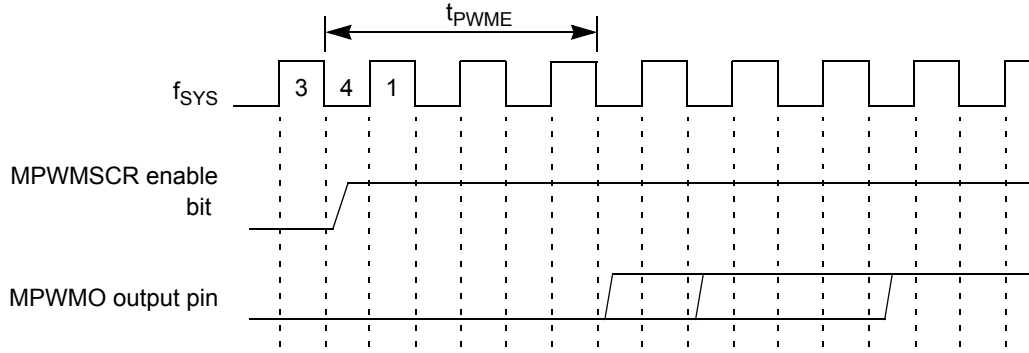 tPWME
fSYS
3 4 1
MPWMSCR enable
bit
MPWMO output pin